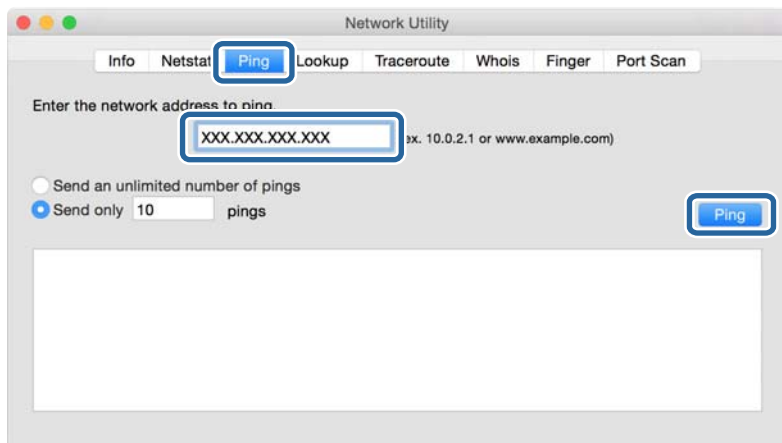 Network Utility
Info Netstat Ping Lookup Traceroute Whois Finger Port Scan
Enter the network address to ping.
XXX.XXX.XXX.XXX ex. 10.0.2.1 or www.example.com)
Send an unlimited number of pings
Send only 10 pings
Ping